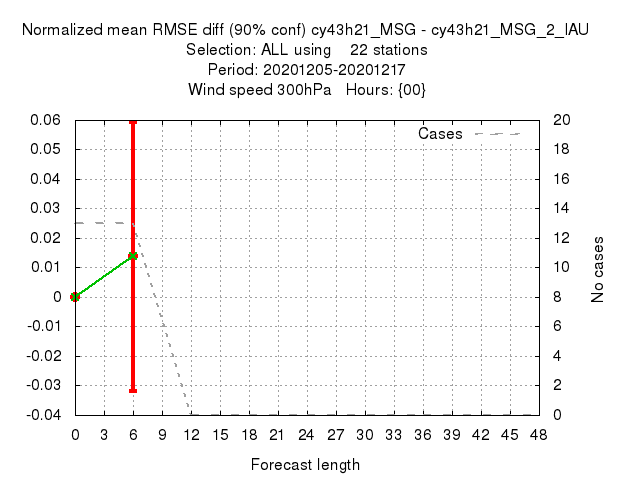 Normalized mean RMSE diff (90% conf) cy43h21_MSG - cy43h21_MSG_2_IAU
Selection: ALL using    22 stations
Period: 20201205-20201217
Wind speed 300hPa   Hours: {00}
Cases
0.06
0.05
0.04
0.03
0.02
0.01
0
-0.01
-0.02
-0.03
-0.04
20
18
16
14
12
10
8
6
4
2
0
No cases
0 3 6 9 12 15 18 21 24 27 30 33 36 39 42 45 48
Forecast length